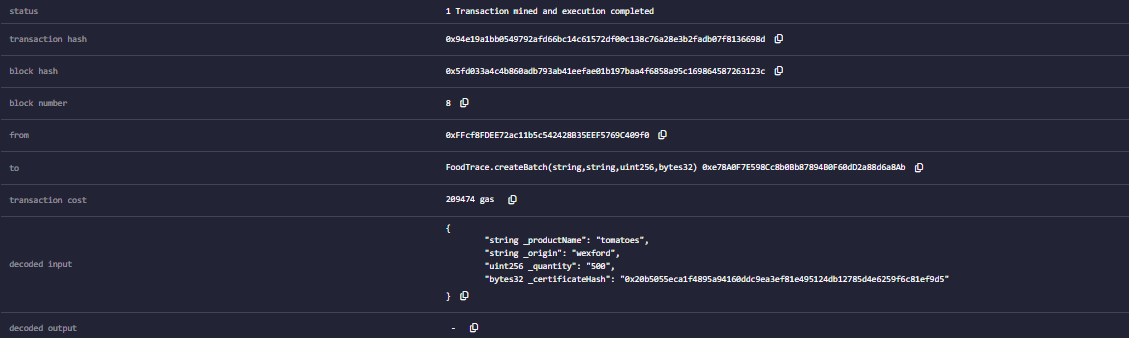 status 1 Transaction mined and execution completed
transaction hash 0x94e19a1bb0549792afd66bc14c61572df00c138c76a28e3b2fadb07f8136698d
block hash 0x5fd033a4c4b860adb793ab41eefae01b197baa4f6858a95c169864587263123c
block number 8
from 0xFFcf8FDEE72ac11b5c542428B35EEF5769C409f0
to FoodTrace.createBatch(string,string,uint256,bytes32) 0xe78A0F7E598Cc8b0Bb87894B0F60dD2a88d6a8Ab
transaction cost 209474 gas
decoded input {
"string _productName": "tomatoes",
"string _origin": "wexford",
"uint256 _quantity": "500",
"bytes32 _certificateHash": "0x20b5055eca1f4895a94160ddc9ea3ef81e495124db12785d4e6259f6c81ef9d5"
}
decoded output -